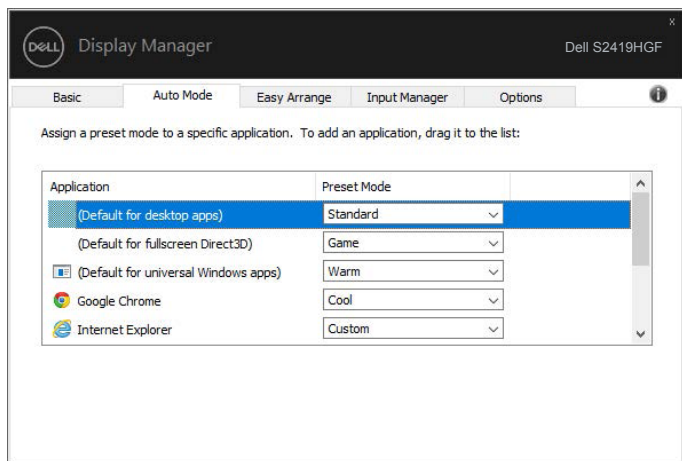 x
DELL Display Manager Dell S2419HGF
Basic Auto Mode Easy Arrange Input Manager Options
Assign a preset mode to a specific application. To add an application, drag it to the list:
Application Preset Mode
(Default for desktop apps) Standard
(Default for fullscreen Direct3D) Game
(Default for universal Windows apps) Warm
Google Chrome Cool
Internet Explorer Custom